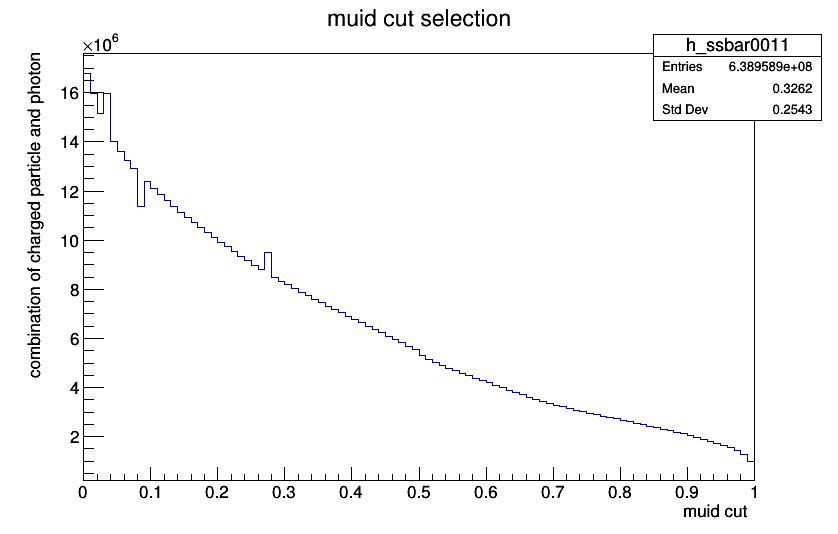 muid cut selection
×10⁶
h_ssbar0011
Entries 6.389589e+08
Mean 0.3262
Std Dev 0.2543
combination of charged particle and photon
16
14
12
10
8
6
4
2
0 0.1 0.2 0.3 0.4 0.5 0.6 0.7 0.8 0.9 1
muid cut